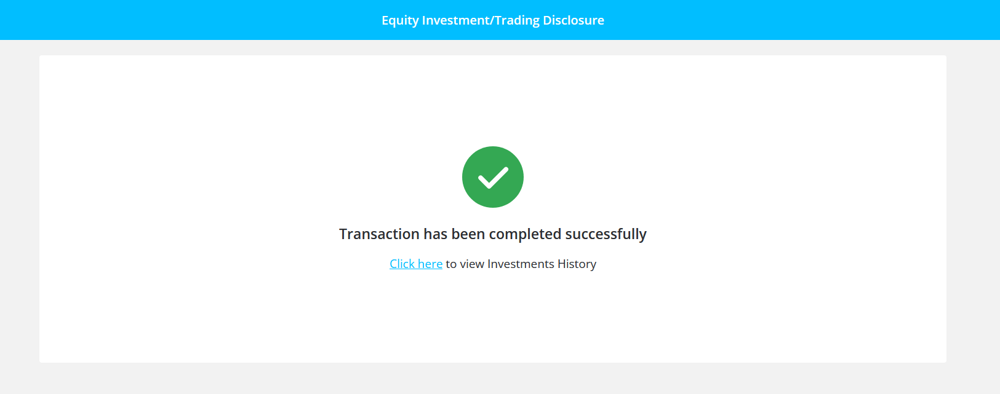 Equity Investment/Trading Disclosure
Transaction has been completed successfully
Click here to view Investments History